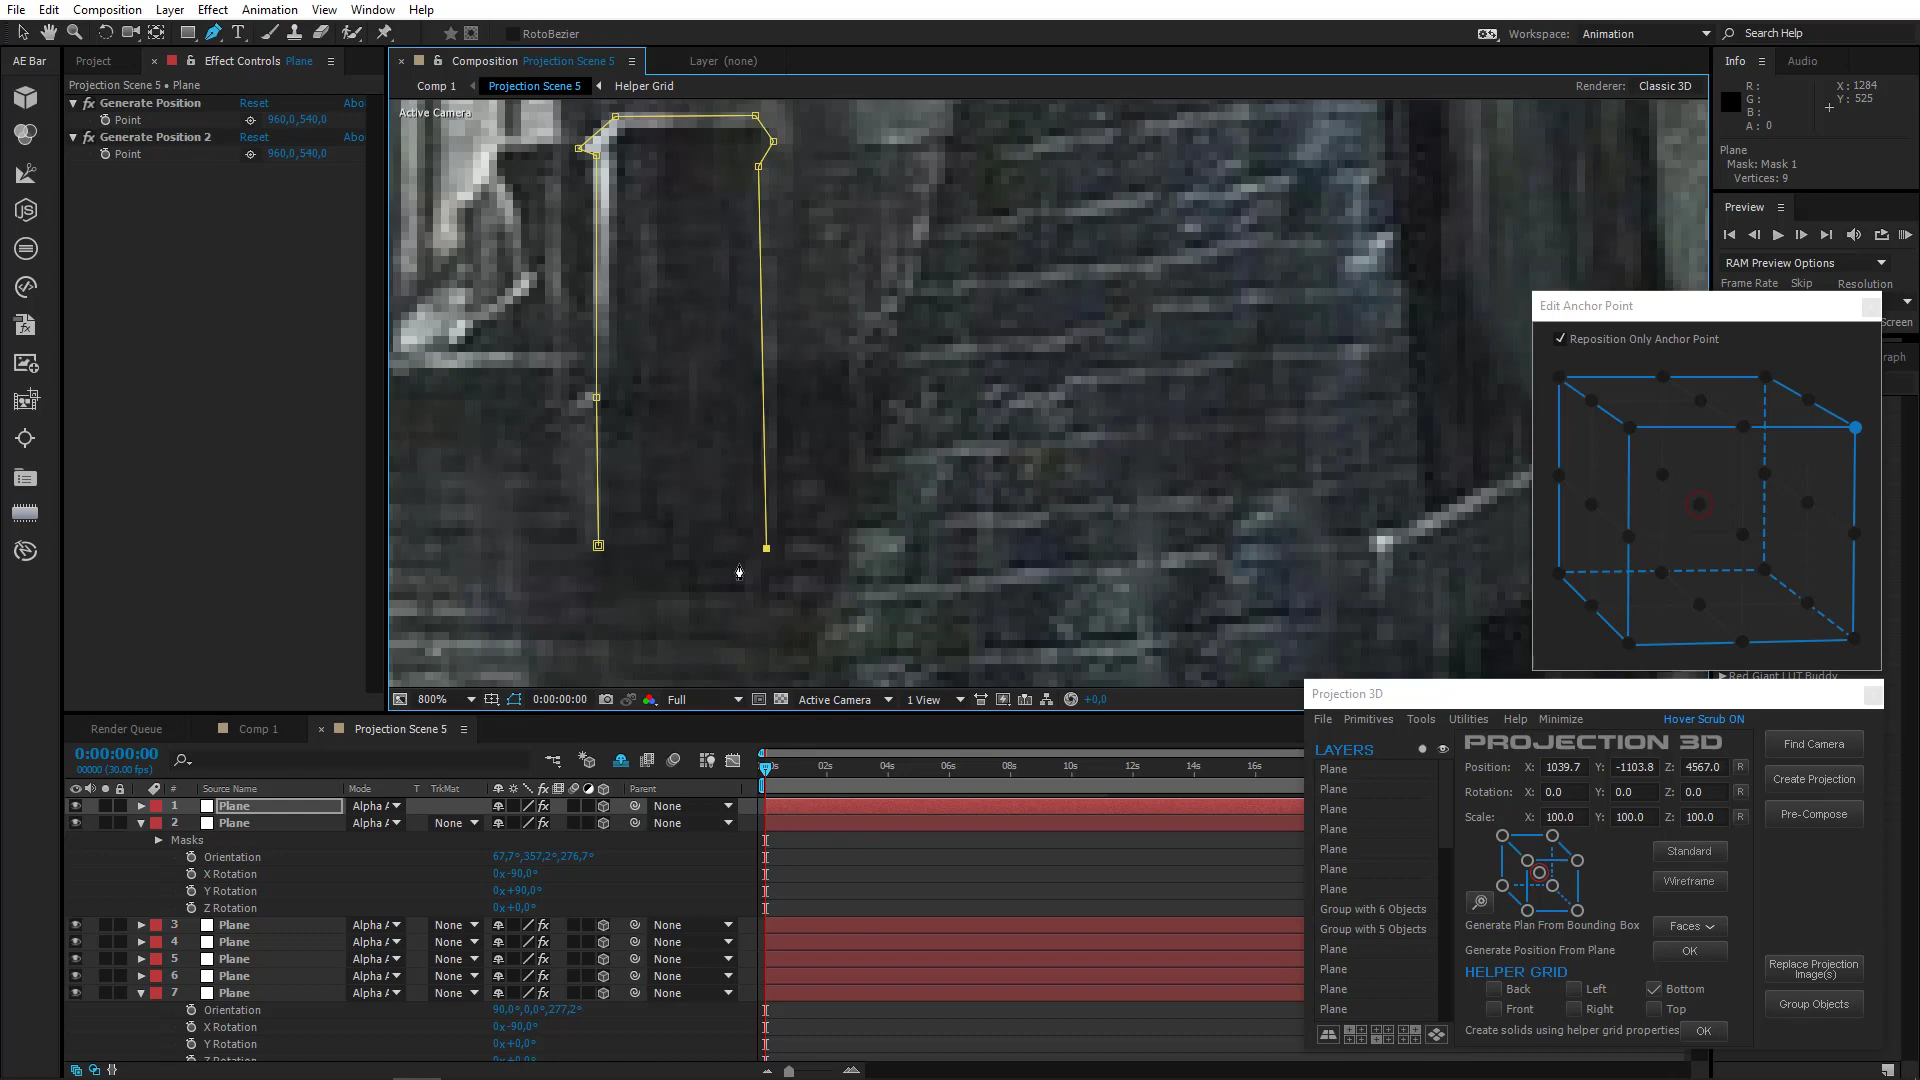 File Edit Composition Layer Effect Animation View Window Help
RotoBezier
Workspace: Animation
Search Help
AE Bar
Project
Effect Controls Plane
Composition Projection Scene 5
Layer (none)
Info
Audio
Projection Scene 5 • Plane
Comp 1 Projection Scene 5 Helper Grid
Renderer: Classic 3D
R :
G :
B :
A : 0
X : 1284
Y : 525
fx Generate Position Reset Abo
Point 960,0,540,0
fx Generate Position 2 Reset Abo
Point 960,0,540,0
Active Camera
Plane
Mask: Mask 1
Vertices: 9
Preview
RAM Preview Options
Frame Rate Skip Resolution
Screen
raph
Edit Anchor Point
Reposition Only Anchor Point
Red Giant LUT Buddy
800% 0:00:00:00 Full Active Camera 1 View +0,0
Render Queue
Comp 1
Projection Scene 5
0:00:00:00
00000 (30.00 fps)
02s 04s 06s 08s 10s 12s 14s 16s
# Source Name Mode T TrkMat Parent
1 Plane Alpha A None
2 Plane Alpha A None None
Masks
Orientation 67,7°,357,2°,276,7°
X Rotation 0x-90,0°
Y Rotation 0x+90,0°
Z Rotation 0x+0,0°
3 Plane Alpha A None None
4 Plane Alpha A None None
5 Plane Alpha A None None
6 Plane Alpha A None None
7 Plane Alpha A None None
Orientation 90,0°,0,0°,277,2°
X Rotation 0x-90,0°
Y Rotation 0x+0,0°
Z Rotation 0x+0,0°
Projection 3D
File Primitives Tools Utilities Help Minimize Hover Scrub ON
LAYERS
Plane
Plane
Plane
Plane
Plane
Plane
Plane
Group with 6 Objects
Group with 5 Objects
Plane
Plane
Plane
Plane
PROJECTION 3D
Position: X: 1039.7 Y: -1103.8 Z: 4567.0 R
Rotation: X: 0.0 Y: 0.0 Z: 0.0 R
Scale: X: 100.0 Y: 100.0 Z: 100.0 R
Standard
Wireframe
Generate Plan From Bounding Box Faces
Generate Position From Plane OK
HELPER GRID
Back Left Bottom
Front Right Top
Create solids using helper grid properties OK
Find Camera
Create Projection
Pre-Compose
Replace Projection
Image(s)
Group Objects